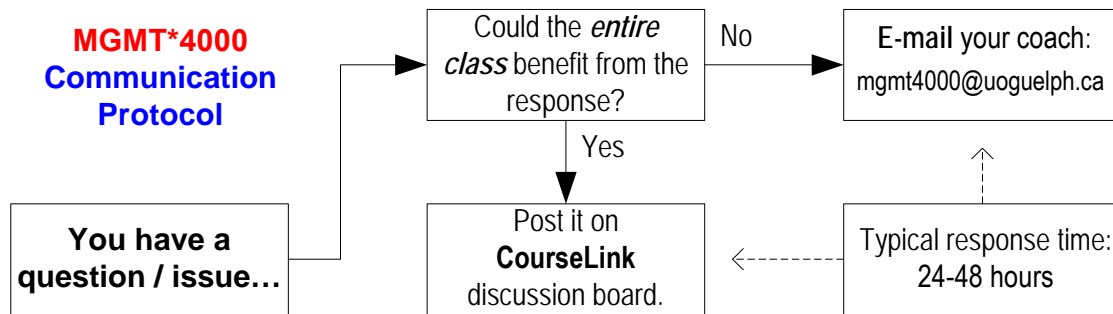 MGMT*4000
Communication
Protocol
Could the entire
class benefit from the
response?
No
E-mail your coach:
mgmt4000@uoguelph.ca
Yes
You have a
question / issue…
Post it on
CourseLink
discussion board.
Typical response time:
24-48 hours